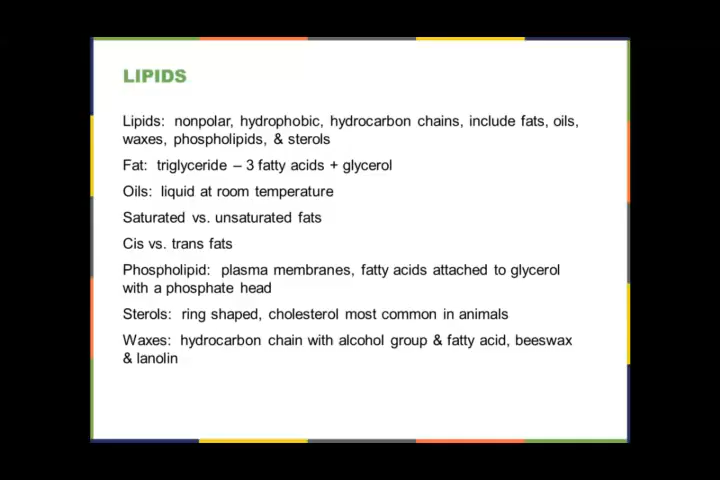 LIPIDS
Lipids: nonpolar, hydrophobic, hydrocarbon chains, include fats, oils,
waxes, phospholipids, & sterols
Fat: triglyceride – 3 fatty acids + glycerol
Oils: liquid at room temperature
Saturated vs. unsaturated fats
Cis vs. trans fats
Phospholipid: plasma membranes, fatty acids attached to glycerol
with a phosphate head
Sterols: ring shaped, cholesterol most common in animals
Waxes: hydrocarbon chain with alcohol group & fatty acid, beeswax
& lanolin